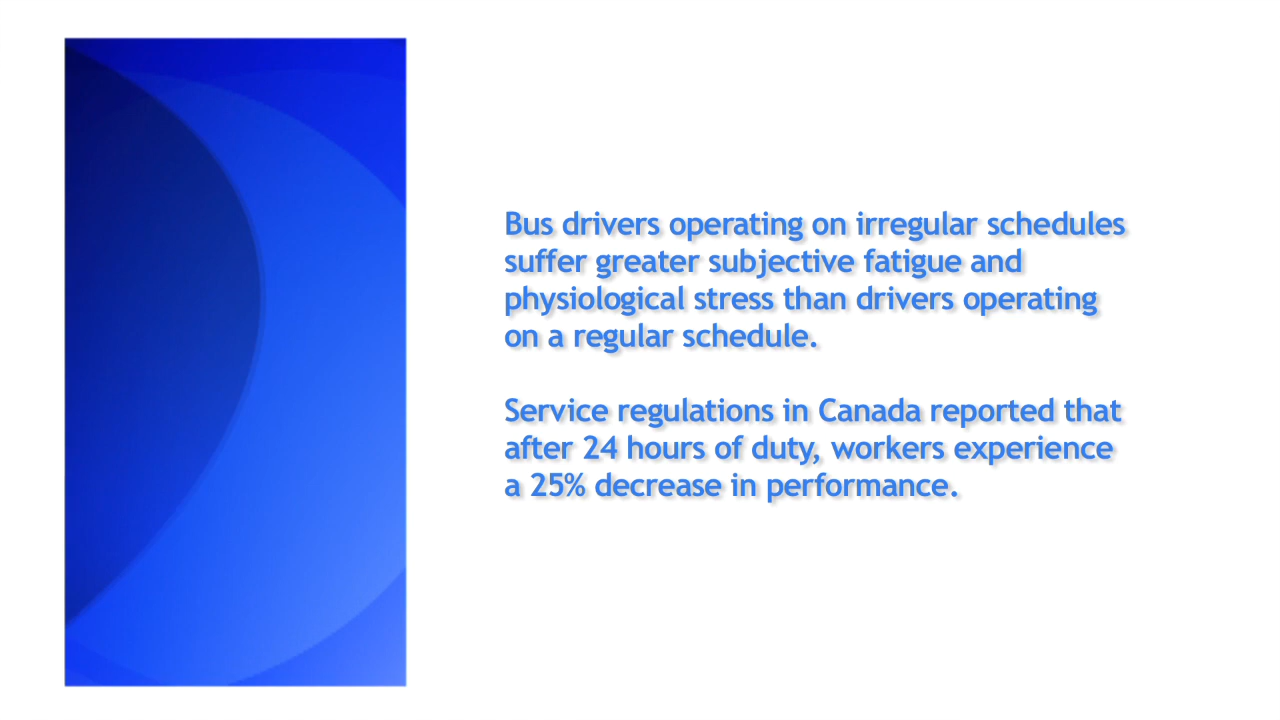 Bus drivers operating on irregular schedules
suffer greater subjective fatigue and
physiological stress than drivers operating
on a regular schedule.
Service regulations in Canada reported that
after 24 hours of duty, workers experience
a 25% decrease in performance.